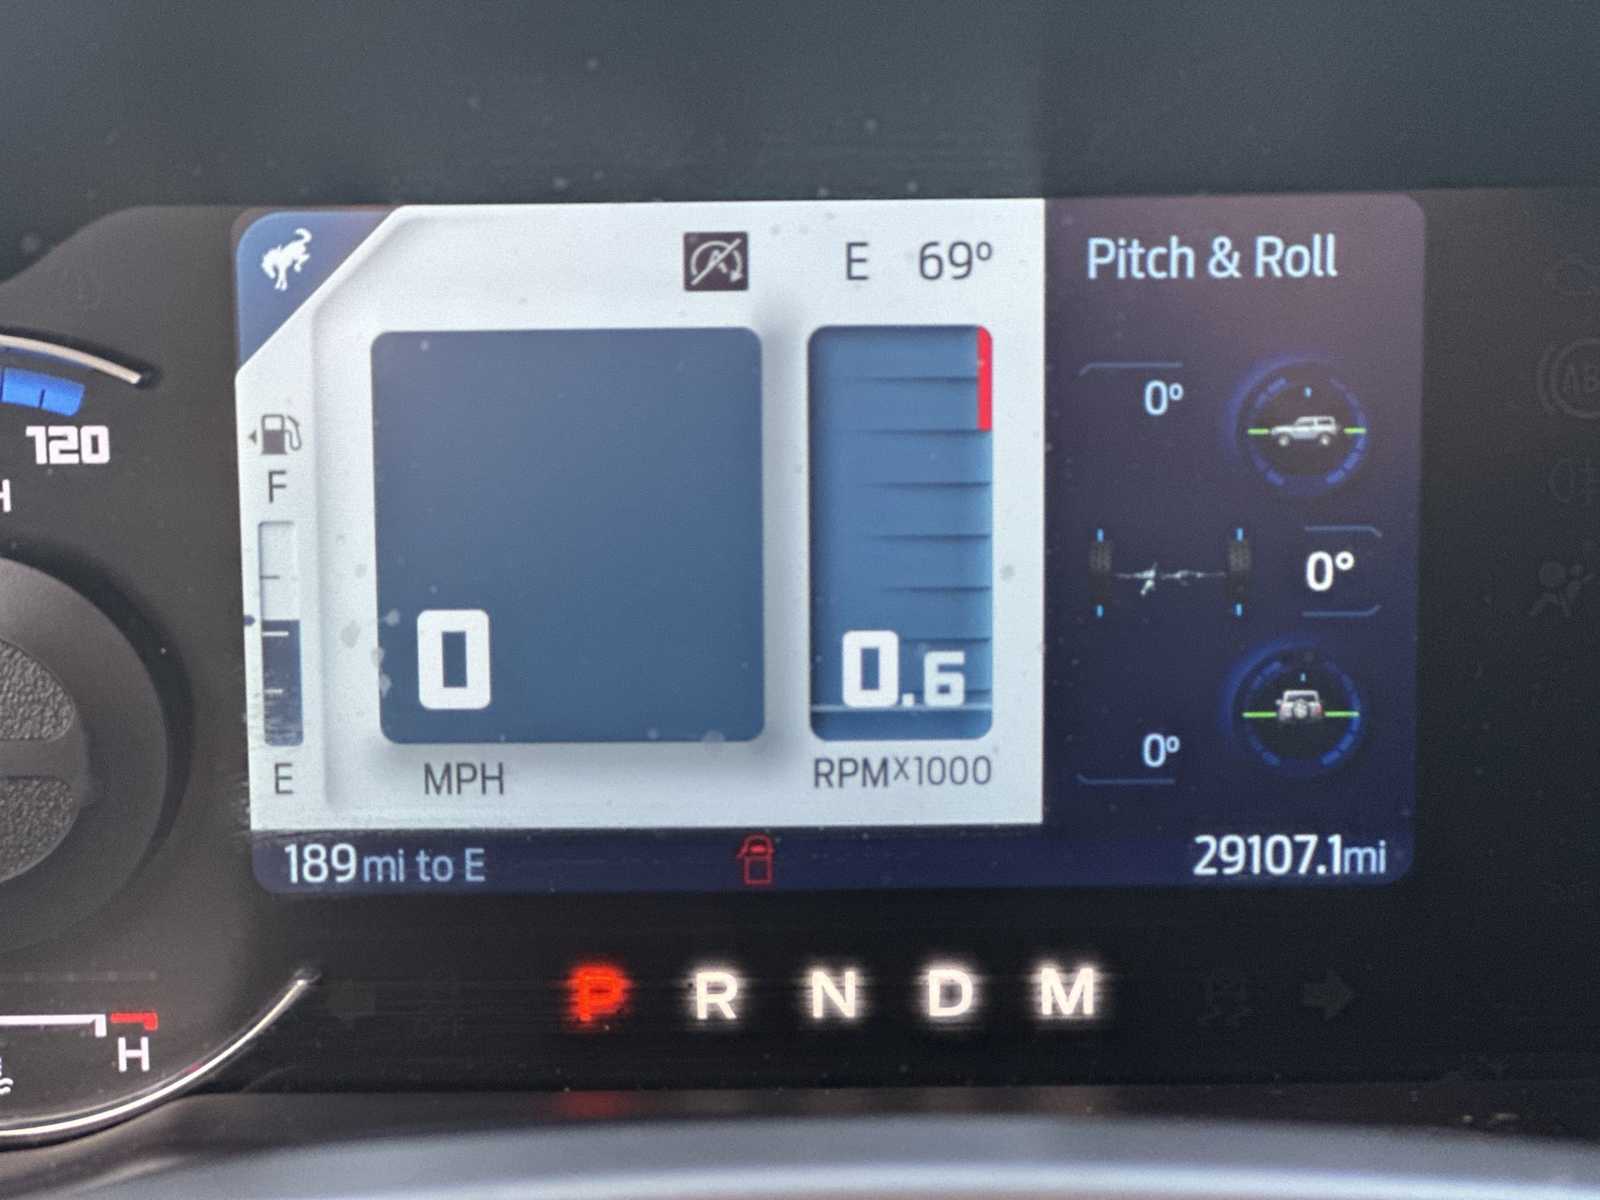 E 69°
Pitch & Roll
0°
120
F
0°
0
0.6
0°
E
MPH
RPMX1000
189mi to E
29107.1mi
P R N D M
H